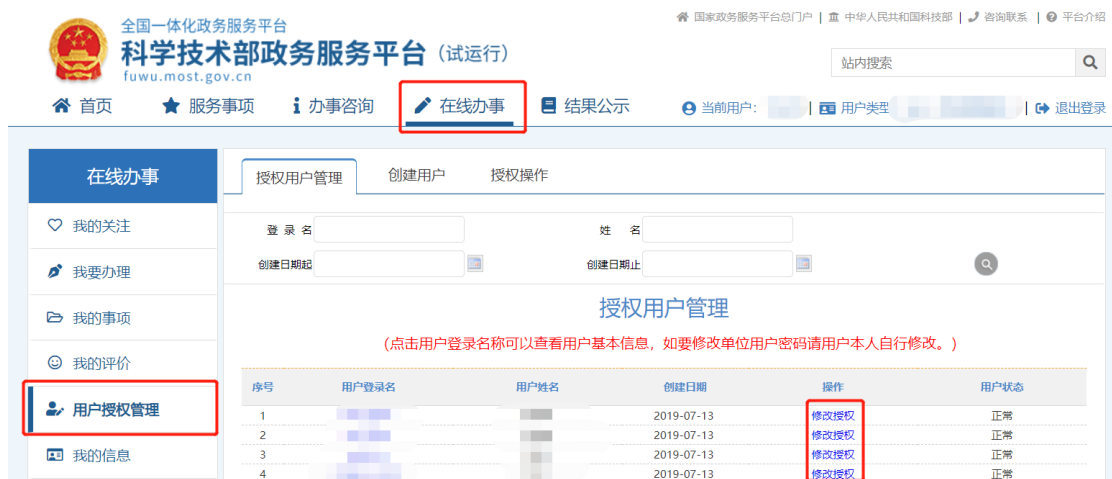 国家政务服务平台总门户 | 中华人民共和国科技部 | 咨询联系 | 平台介绍
全国一体化政务服务平台
科学技术部政务服务平台（试运行）
fuwu.most.gov.cn
站内搜索
首页 服务事项 办事咨询 在线办事 结果公示 当前用户： | 用户类型 | 退出登录
在线办事
我的关注
我要办理
我的事项
我的评价
用户授权管理
我的信息
授权用户管理 创建用户 授权操作
登 录 名 姓 名
创建日期起 创建日期止
授权用户管理
(点击用户登录名称可以查看用户基本信息，如要修改单位用户密码请用户本人自行修改。)
序号 用户登录名 用户姓名 创建日期 操作 用户状态
1 2019-07-13 修改授权 正常
2 2019-07-13 修改授权 正常
3 2019-07-13 修改授权 正常
4 2019-07-13 修改授权 正常